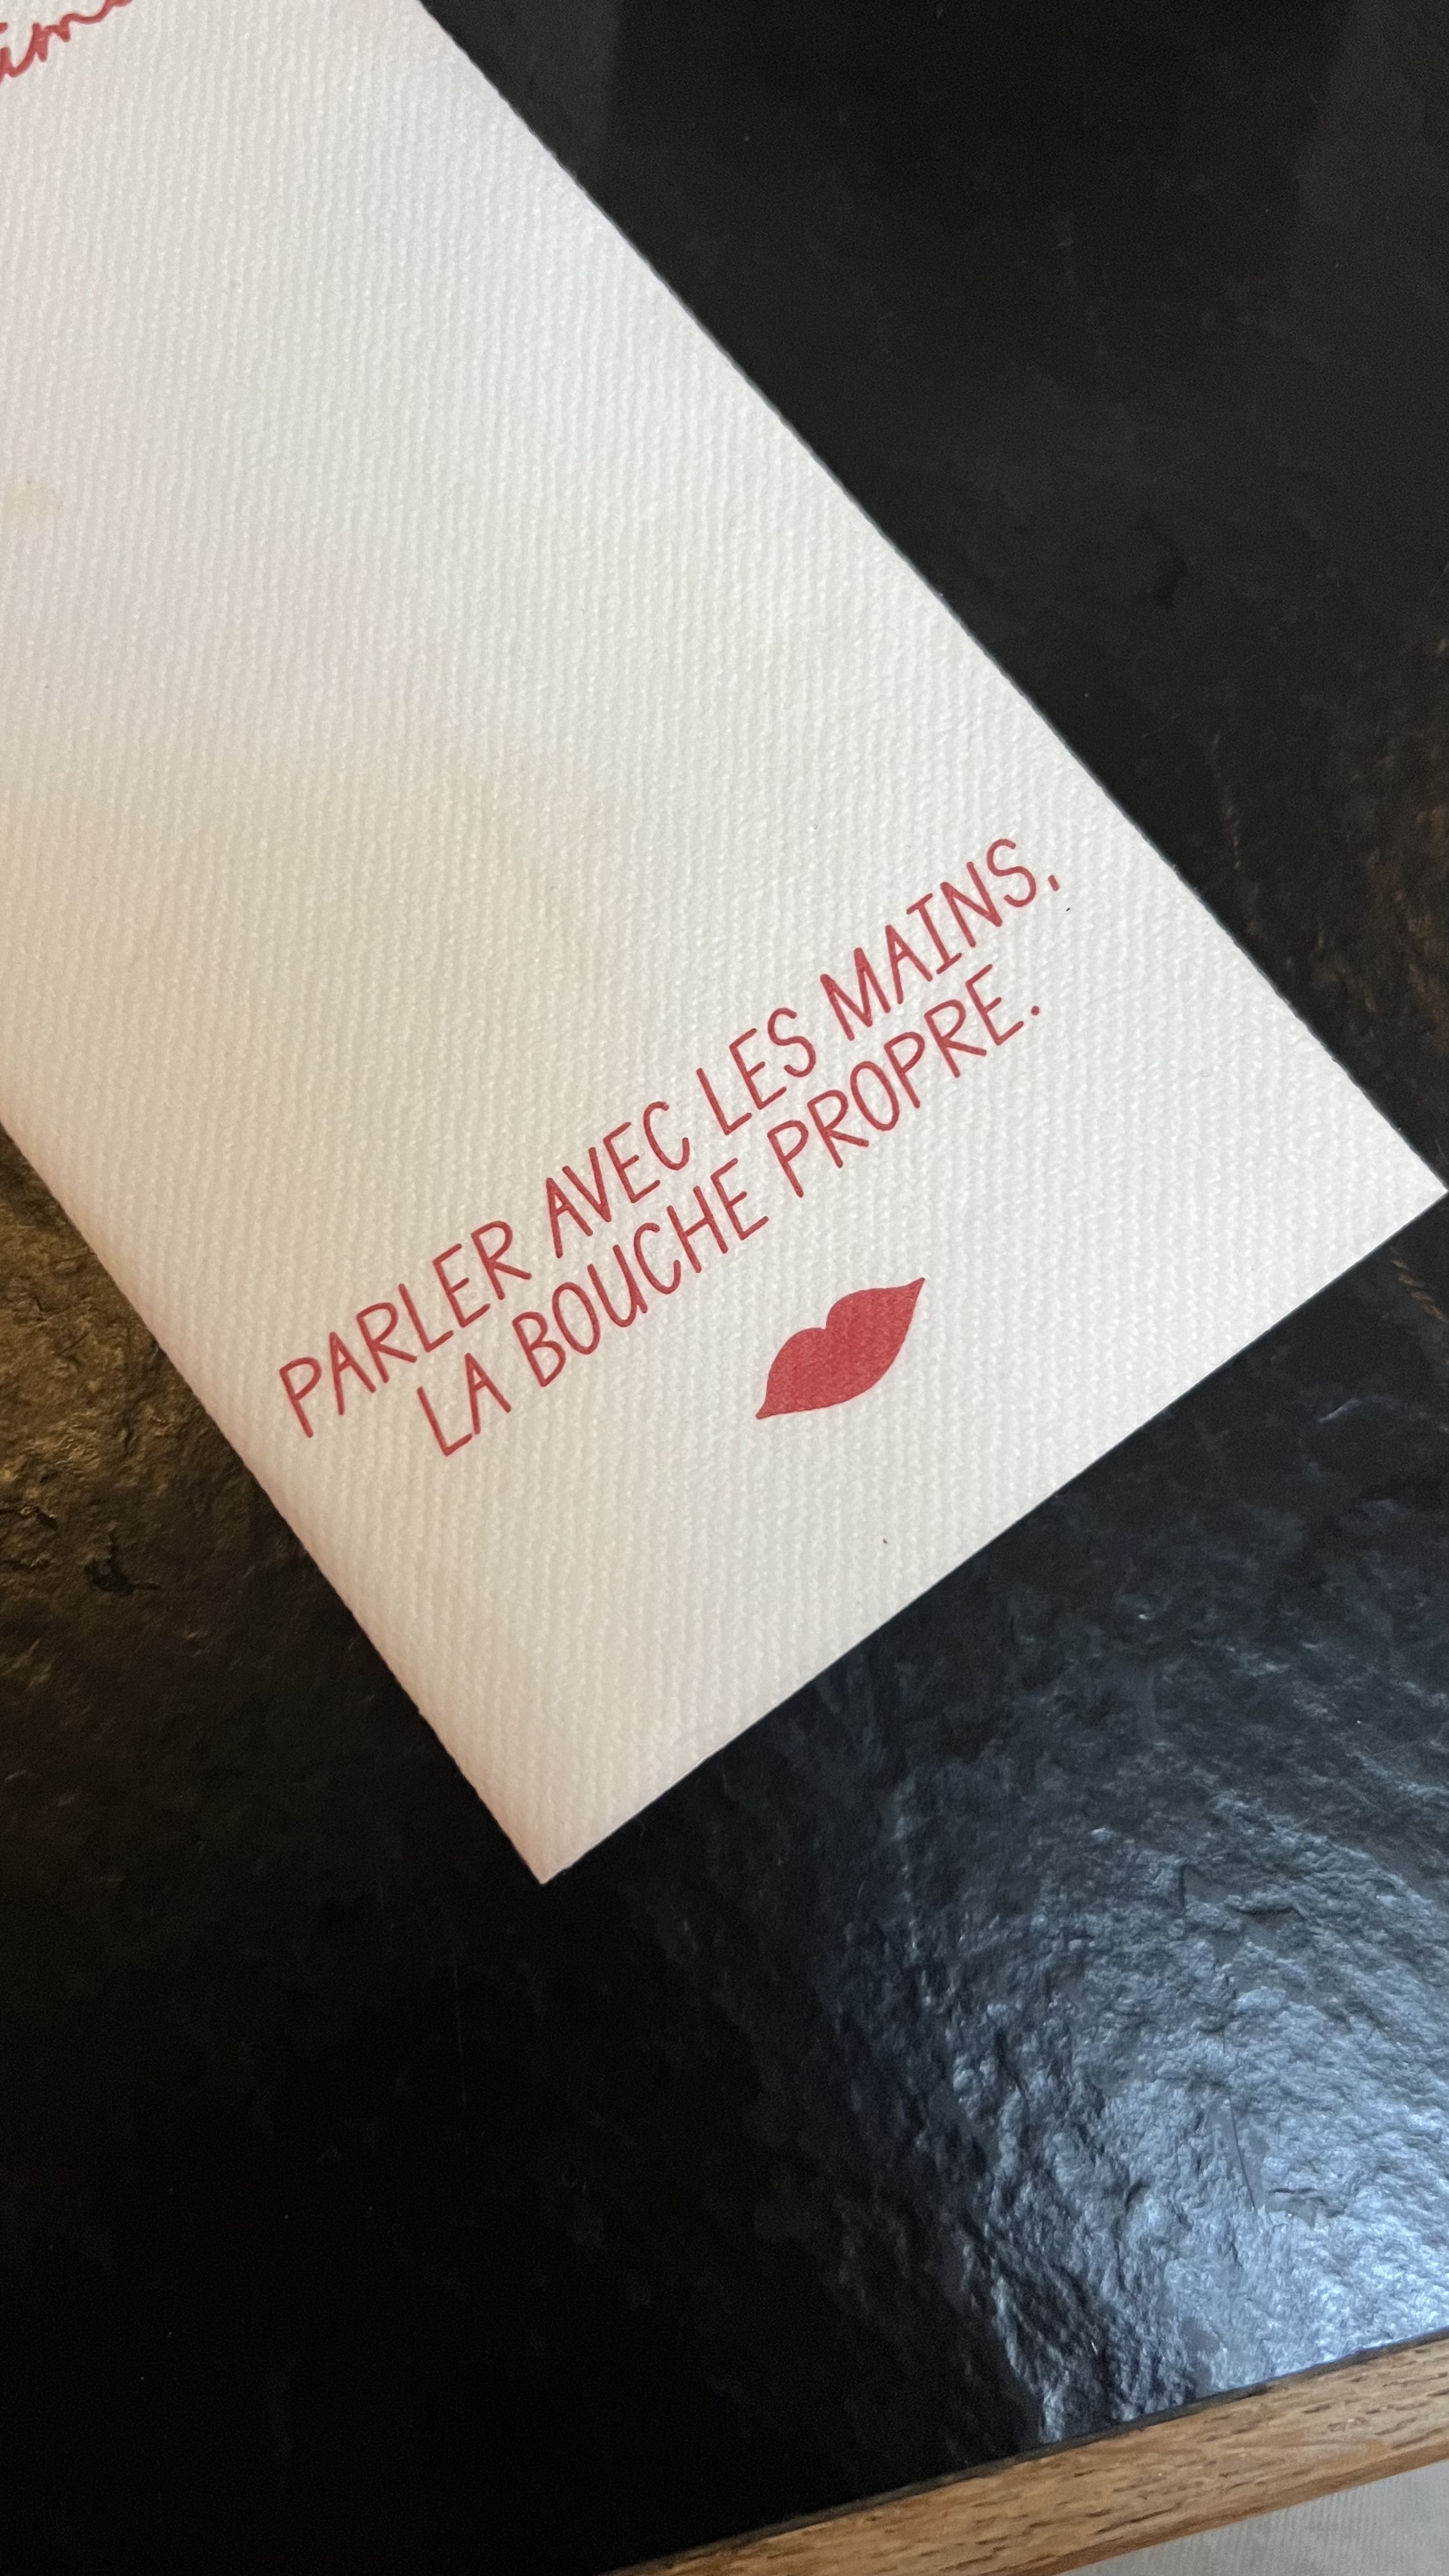 PARLER AVEC LES MAINS,
LA BOUCHE PROPRE.